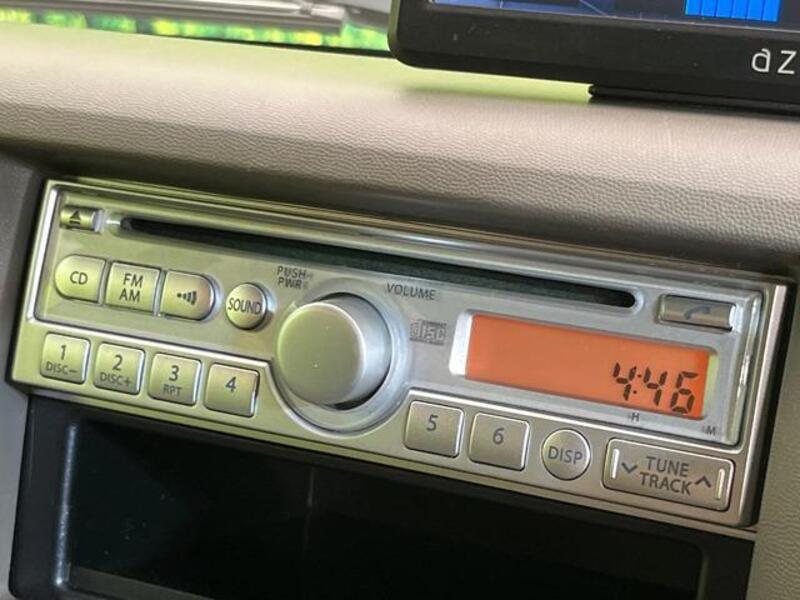 az
CD
FM
AM
SOUND
PUSH
PWR
VOLUME
disc
4:46
H
M
1
DISC-
2
DISC+
3
RPT
4
5
6
DISP
TUNE
TRACK